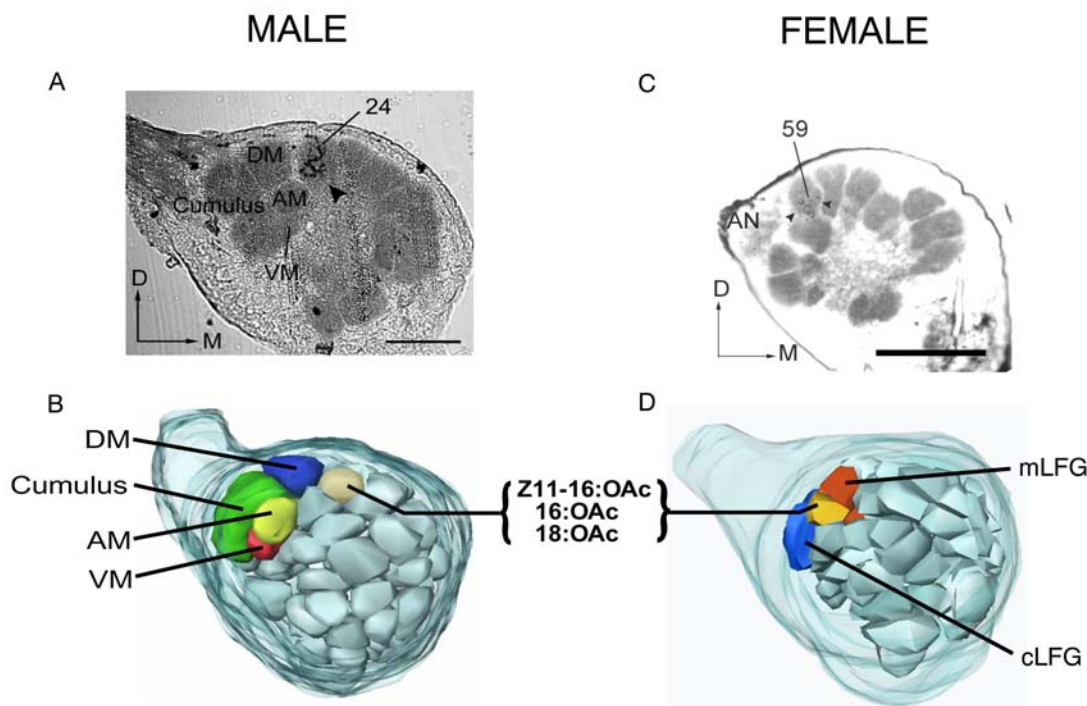 MALE
FEMALE
A
24
DM
AM
Cumulus
VM
D
M
C
59
AN
D
M
B
DM
Cumulus
AM
VM
Z11-16:OAc
16:OAc
18:OAc
D
mLFG
cLFG